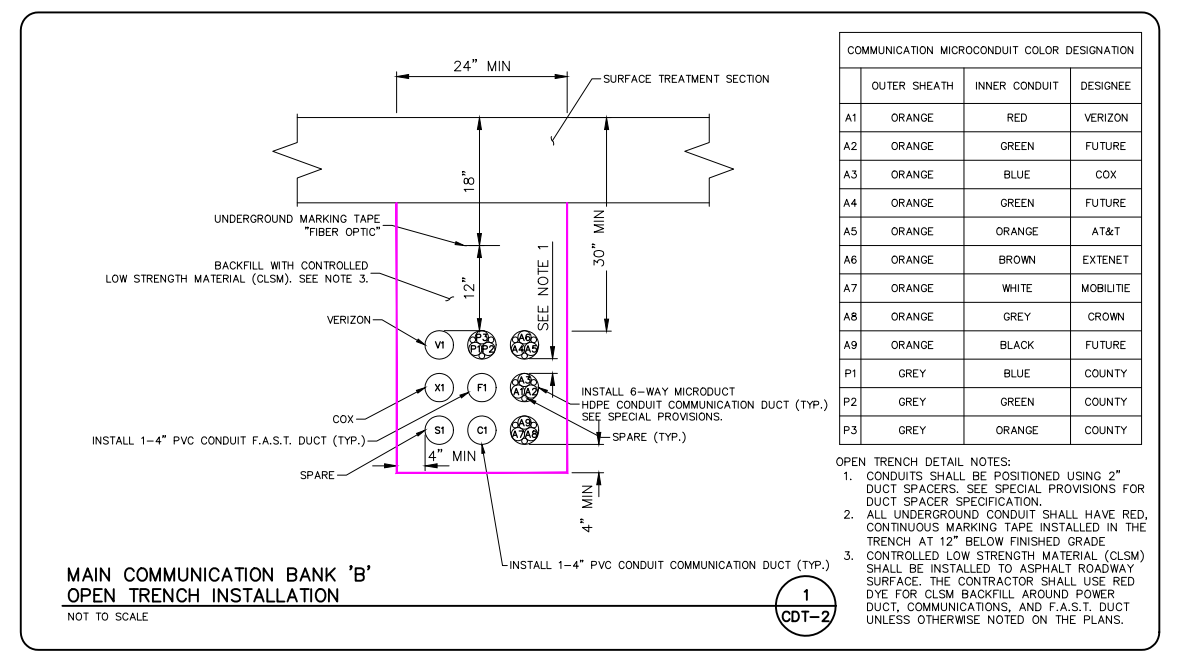 24" MIN
SURFACE TREATMENT SECTION
18"
UNDERGROUND MARKING TAPE
"FIBER OPTIC"
30" MIN
BACKFILL WITH CONTROLLED
LOW STRENGTH MATERIAL (CLSM). SEE NOTE 3.
12"
SEE NOTE 1
VERIZON
V1
P3
P1 P2
A6
A4 A5
X1
F1
A3
A1 A2
COX
INSTALL 6-WAY MICRODUCT
HDPE CONDUIT COMMUNICATION DUCT (TYP.)
SEE SPECIAL PROVISIONS.
INSTALL 1-4" PVC CONDUIT F.A.S.T. DUCT (TYP.)
S1
C1
A9
A7 A8
SPARE (TYP.)
4" MIN
SPARE
4" MIN
INSTALL 1-4" PVC CONDUIT COMMUNICATION DUCT (TYP.)
MAIN COMMUNICATION BANK 'B'
OPEN TRENCH INSTALLATION
NOT TO SCALE
1
CDT-2
COMMUNICATION MICROCONDUIT COLOR DESIGNATION
OUTER SHEATH INNER CONDUIT DESIGNEE
A1 ORANGE RED VERIZON
A2 ORANGE GREEN FUTURE
A3 ORANGE BLUE COX
A4 ORANGE GREEN FUTURE
A5 ORANGE ORANGE AT&T
A6 ORANGE BROWN EXTENET
A7 ORANGE WHITE MOBILITIE
A8 ORANGE GREY CROWN
A9 ORANGE BLACK FUTURE
P1 GREY BLUE COUNTY
P2 GREY GREEN COUNTY
P3 GREY ORANGE COUNTY
OPEN TRENCH DETAIL NOTES:
1. CONDUITS SHALL BE POSITIONED USING 2"
DUCT SPACERS. SEE SPECIAL PROVISIONS FOR
DUCT SPACER SPECIFICATION.
2. ALL UNDERGROUND CONDUIT SHALL HAVE RED,
CONTINUOUS MARKING TAPE INSTALLED IN THE
TRENCH AT 12" BELOW FINISHED GRADE
3. CONTROLLED LOW STRENGTH MATERIAL (CLSM)
SHALL BE INSTALLED TO ASPHALT ROADWAY
SURFACE. THE CONTRACTOR SHALL USE RED
DYE FOR CLSM BACKFILL AROUND POWER
DUCT, COMMUNICATIONS, AND F.A.S.T. DUCT
UNLESS OTHERWISE NOTED ON THE PLANS.